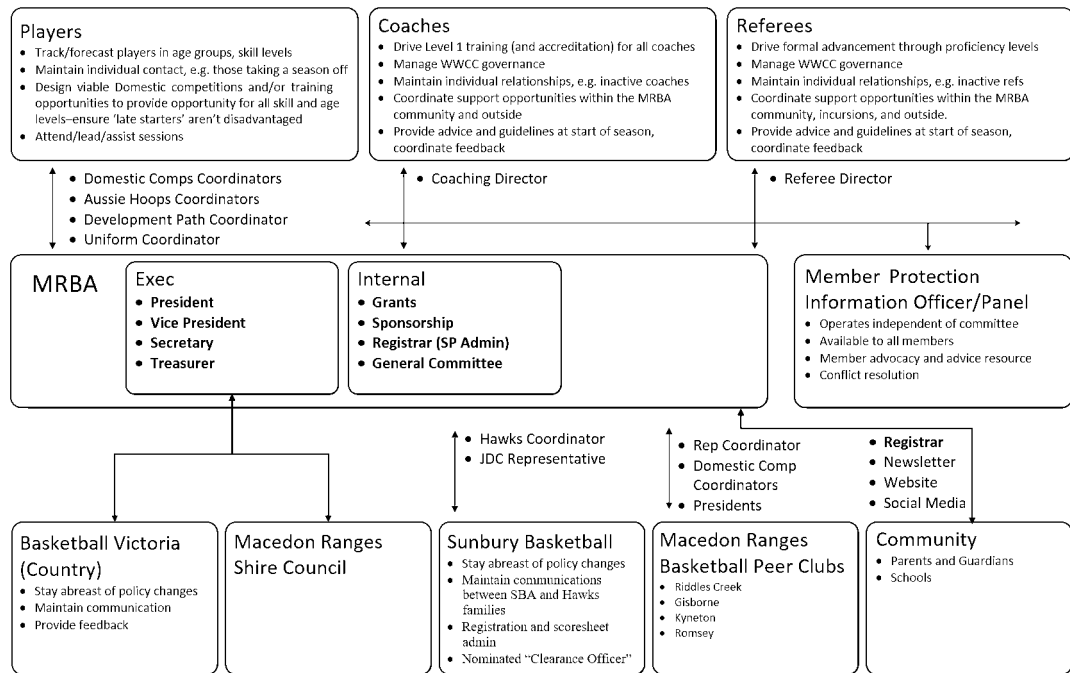 Players
• Track/forecast players in age groups, skill levels
• Maintain individual contact, e.g. those taking a season off
• Design viable Domestic competitions and/or training
opportunities to provide opportunity for all skill and age
levels–ensure ‘late starters’ aren’t disadvantaged
• Attend/lead/assist sessions
Coaches
• Drive Level 1 training (and accreditation) for all coaches
• Manage WWCC governance
• Maintain individual relationships, e.g. inactive coaches
• Coordinate support opportunities within the MRBA
community and outside
• Provide advice and guidelines at start of season,
coordinate feedback
Referees
• Drive formal advancement through proficiency levels
• Manage WWCC governance
• Maintain individual relationships, e.g. inactive refs
• Coordinate support opportunities within the MRBA
community, incursions, and outside.
• Provide advice and guidelines at start of season,
coordinate feedback
• Domestic Comps Coordinators
• Aussie Hoops Coordinators
• Development Path Coordinator
• Uniform Coordinator
• Coaching Director
• Referee Director
MRBA
Exec
• President
• Vice President
• Secretary
• Treasurer
Internal
• Grants
• Sponsorship
• Registrar (SP Admin)
• General Committee
Member Protection
Information Officer/Panel
• Operates independent of committee
• Available to all members
• Member advocacy and advice resource
• Conflict resolution
• Hawks Coordinator
• JDC Representative
• Rep Coordinator
• Domestic Comp
Coordinators
• Presidents
• Registrar
• Newsletter
• Website
• Social Media
Basketball Victoria
(Country)
• Stay abreast of policy changes
• Maintain communication
• Provide feedback
Macedon Ranges
Shire Council
Sunbury Basketball
• Stay abreast of policy changes
• Maintain communications
between SBA and Hawks
families
• Registration and scoresheet
admin
• Nominated “Clearance Officer”
Macedon Ranges
Basketball Peer Clubs
• Riddles Creek
• Gisborne
• Kyneton
• Romsey
Community
• Parents and Guardians
• Schools